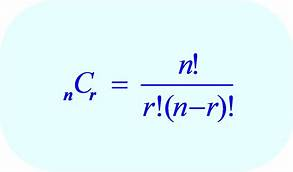 nCr = n! / r!(n−r)!